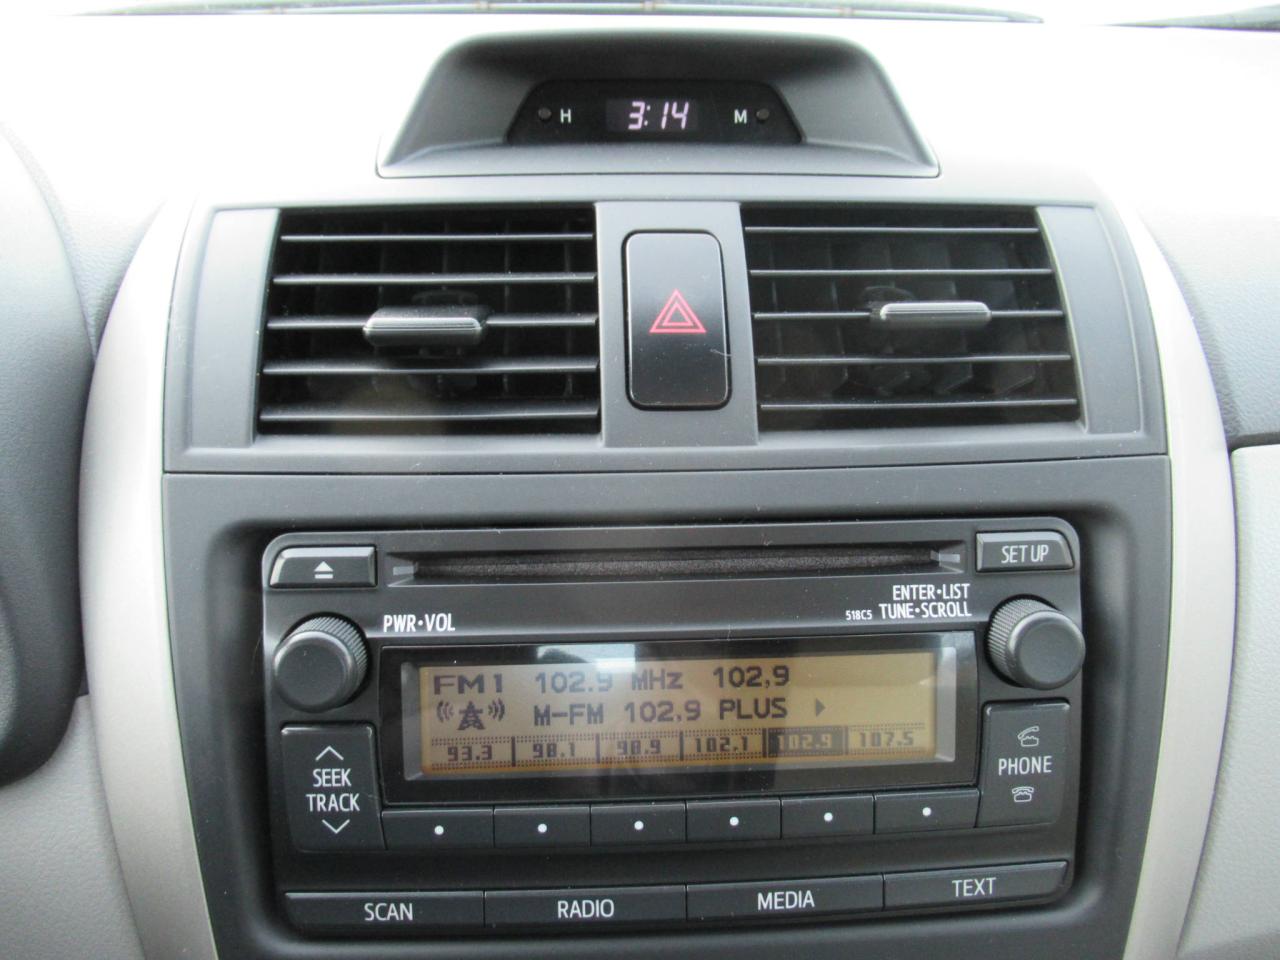 H 3:14 M
SET UP
ENTER•LIST
PWR•VOL 518C5 TUNE•SCROLL
FM1 102.9 MHz 102,9
M-FM 102,9 PLUS
93.3 98.1 98.9 102.1 102.9 107.5
SEEK
TRACK
PHONE
SCAN RADIO MEDIA TEXT